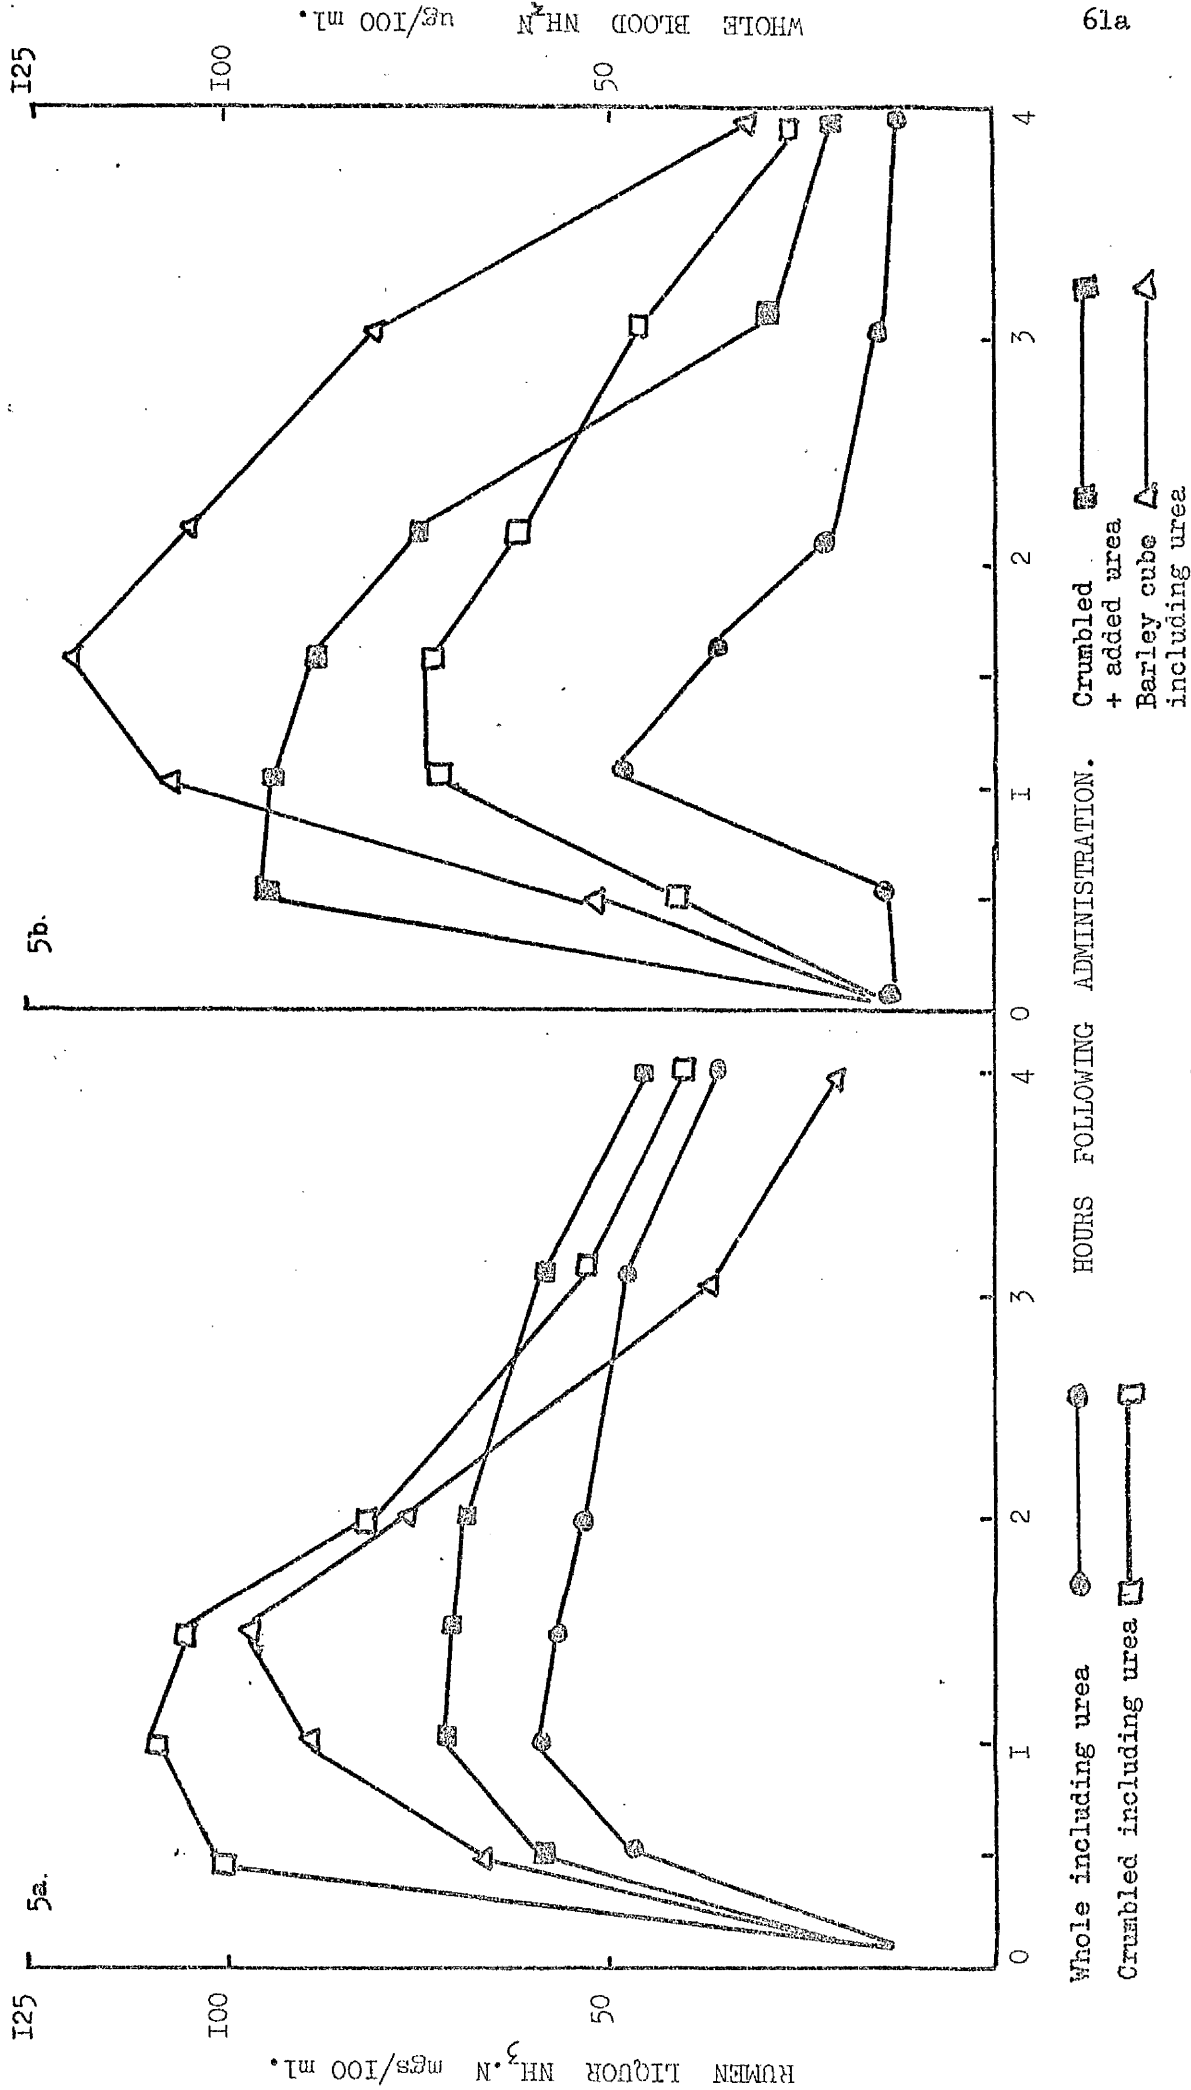 61a
5a.
5b.
125
100
50
RUMEN LIQUOR NH₃.N mgs/100 ml.
125
100
50
WHOLE BLOOD NH₃N ug/100 ml.
0 I 2 3 4
0 I 2 3 4
HOURS FOLLOWING ADMINISTRATION.
Whole including urea
Crumbled including urea
Crumbled
+ added urea
Barley cube
including urea